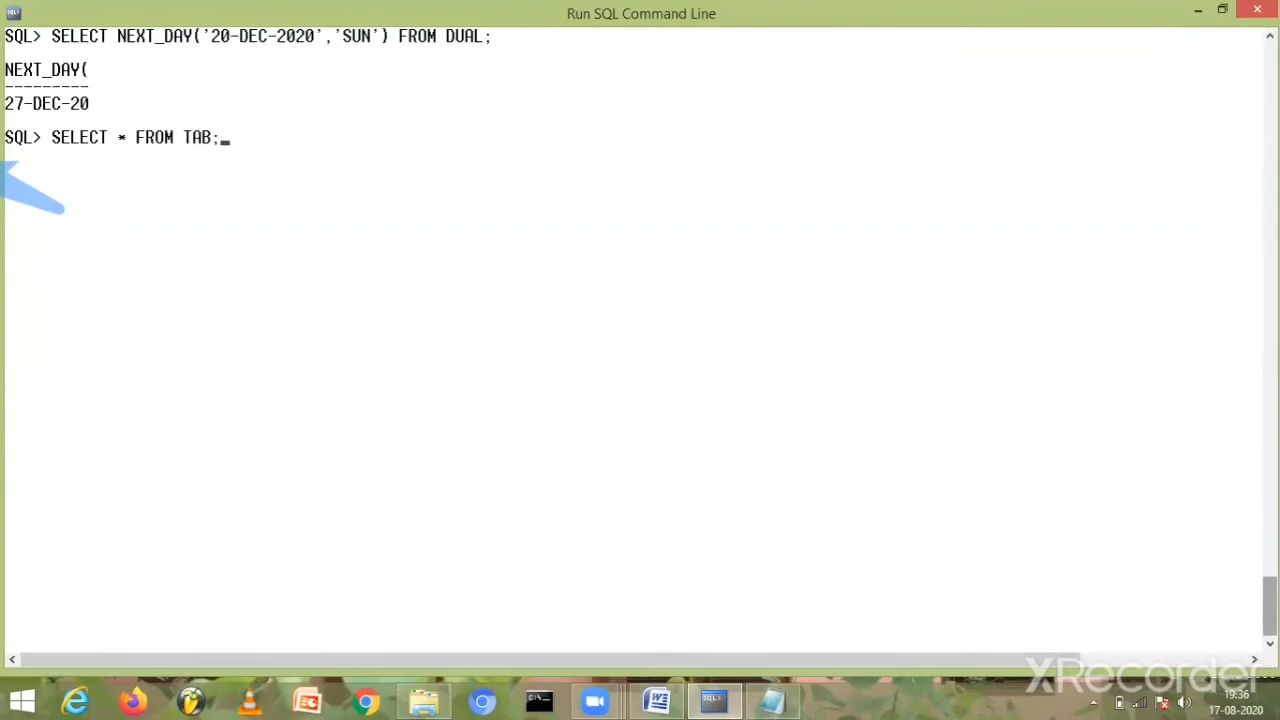 Run SQL Command Line
SQL> SELECT NEXT_DAY('20-DEC-2020','SUN') FROM DUAL;
NEXT_DAY(
---------
27-DEC-20
SQL> SELECT * FROM TAB;
XRecorder
19:36
17-08-2020